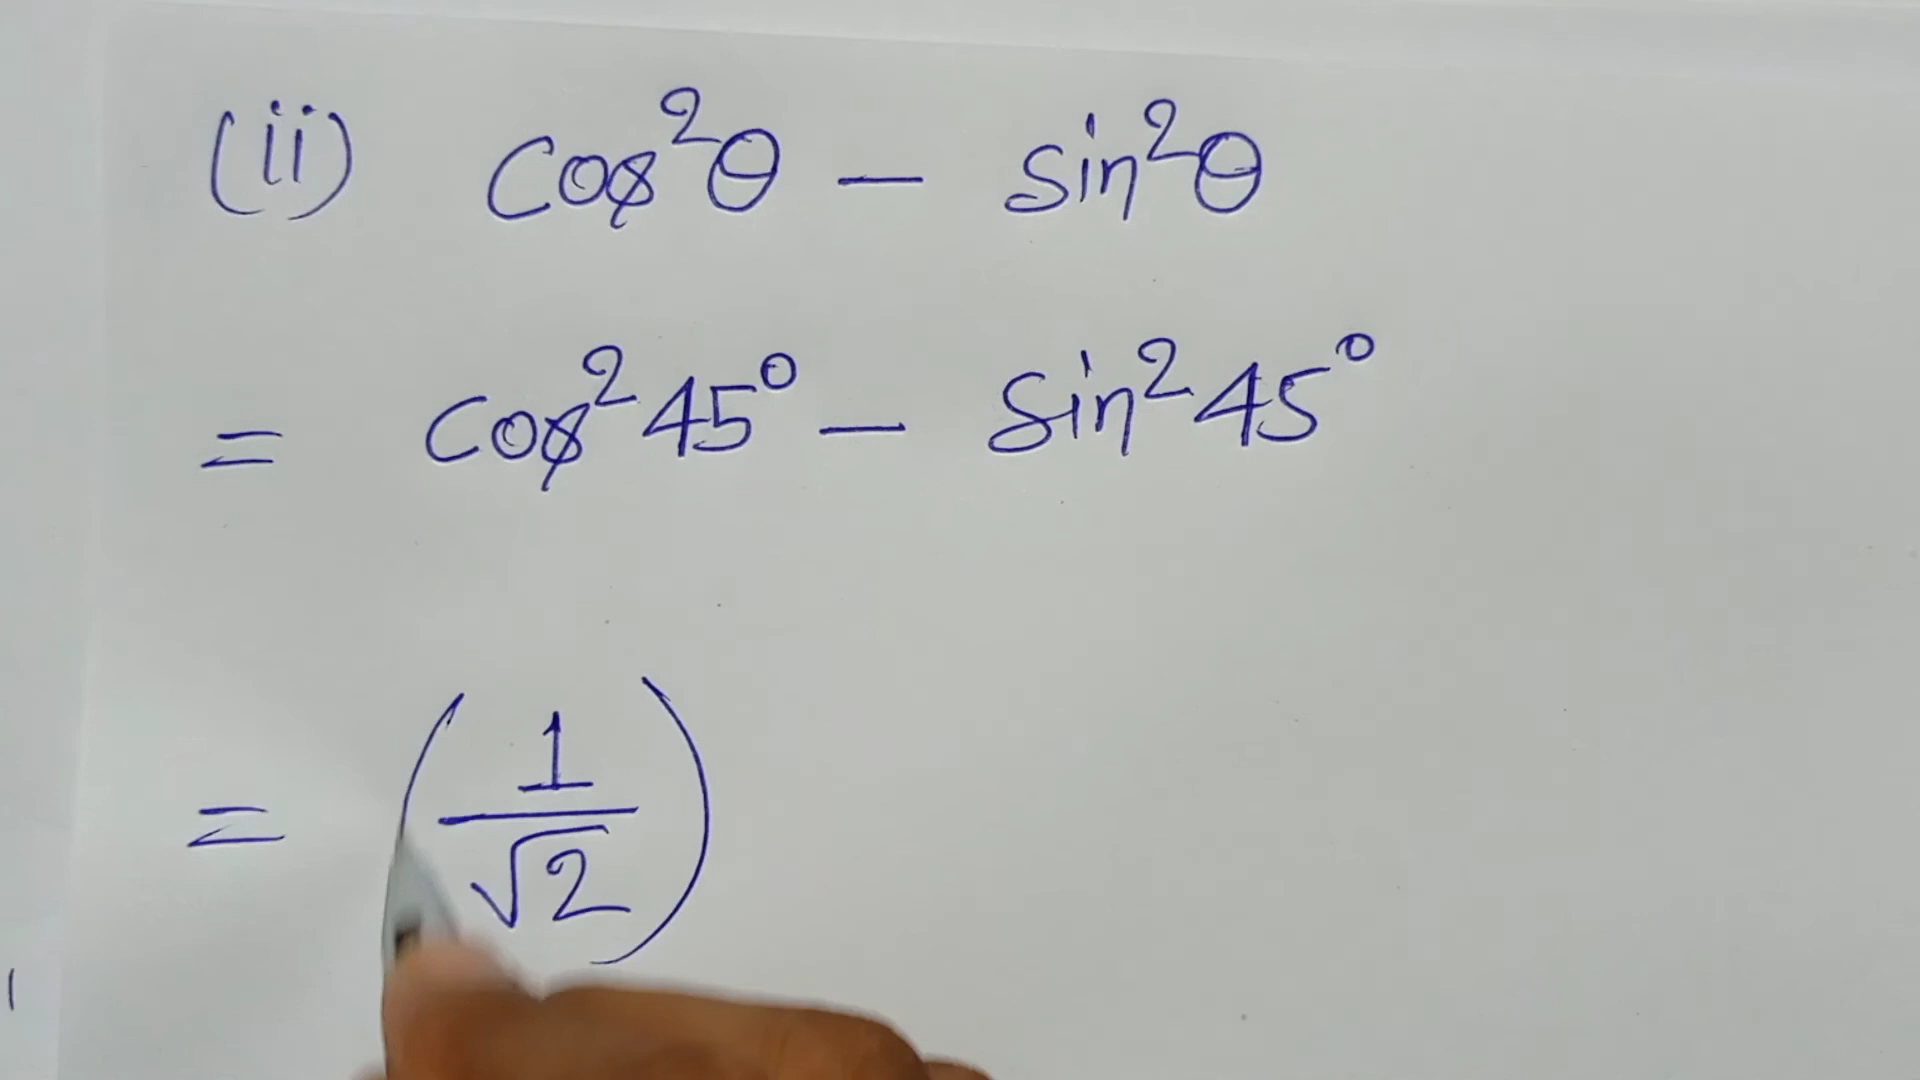 (ii) Cos²θ - sin²θ
= Cos²45° - Sin²45°
= (1/√2)